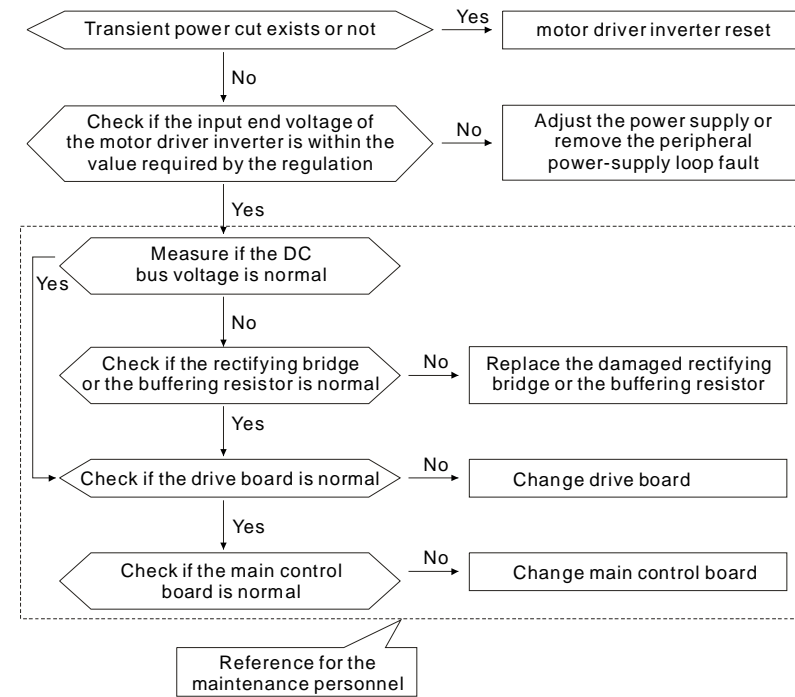 Transient power cut exists or not
Yes
motor driver inverter reset
No
Check if the input end voltage of
the motor driver inverter is within the
value required by the regulation
No
Adjust the power supply or
remove the peripheral
power-supply loop fault
Yes
Measure if the DC
bus voltage is normal
Yes
No
Check if the rectifying bridge
or the buffering resistor is normal
No
Replace the damaged rectifying
bridge or the buffering resistor
Yes
Check if the drive board is normal
No
Change drive board
Yes
Check if the main control
board is normal
No
Change main control board
Reference for the
maintenance personnel